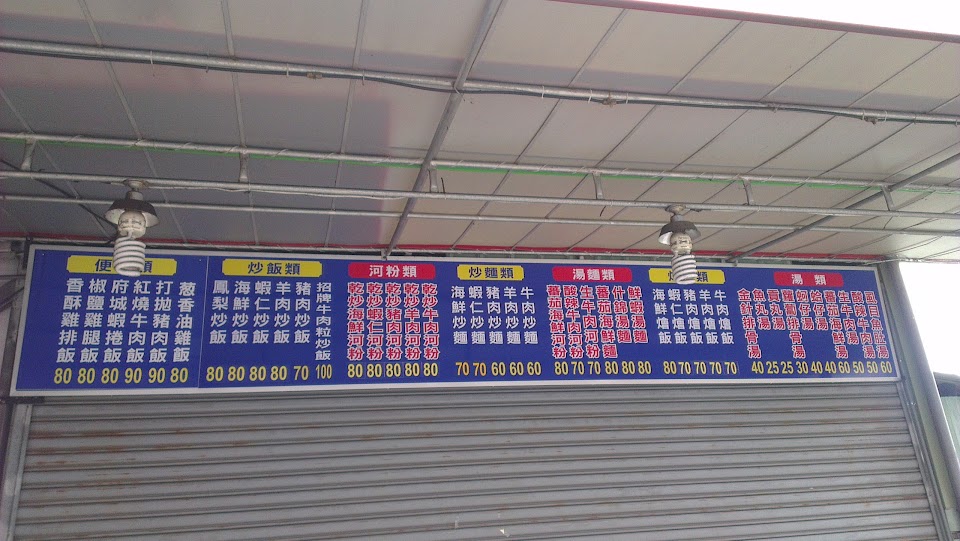 便類
香酥雞排飯 80
椒鹽雞腿飯 80
府城蝦捲飯 80
紅燒牛肉飯 90
打拋豬肉飯 90
蔥香油雞飯 80
炒飯類
鳳梨炒飯 80
海鮮炒飯 80
蝦仁炒飯 80
羊肉炒飯 80
豬肉炒飯 70
招牌牛肉粒炒飯 100
河粉類
乾炒海鮮河粉 80
乾炒蝦仁河粉 80
乾炒豬肉河粉 80
乾炒羊肉河粉 80
乾炒牛肉河粉 80
炒麵類
海鮮炒麵 70
蝦仁炒麵 70
豬肉炒麵 60
羊肉炒麵 60
牛肉炒麵 60
湯麵類
蕃茄海鮮河粉 80
酸辣牛肉河粉 70
生牛肉河粉 70
蕃茄海鮮麵 80
什錦湯麵 80
鮮蝦湯麵 80
類
海鮮燴飯 80
蝦仁燴飯 70
豬肉燴飯 70
羊肉燴飯 70
牛肉燴飯 70
湯類
金針排骨湯 40
魚丸湯 25
貢丸湯 25
蘿蔔排骨湯 30
蚵仔湯 40
蛤仔湯 40
蕃茄海鮮湯 60
生牛肉湯 50
酸辣牛肉湯 50
虱目魚肚湯 60